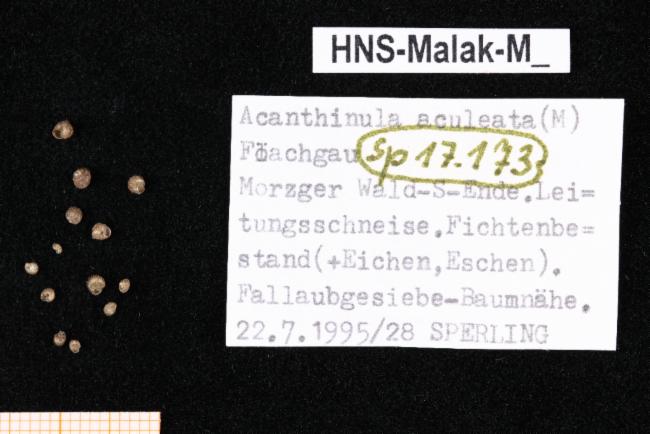 HNS-Malak-M_
Acanthinula aculeata(M)
Flachgau sp 17.173
Morzger Wald-S-Ende.Lei=
tungsschneise.Fichtenbe=
stand(+Eichen,Eschen).
Fallaubgesiebe-Baumnähe.
22.7.1995/28 SPERLING